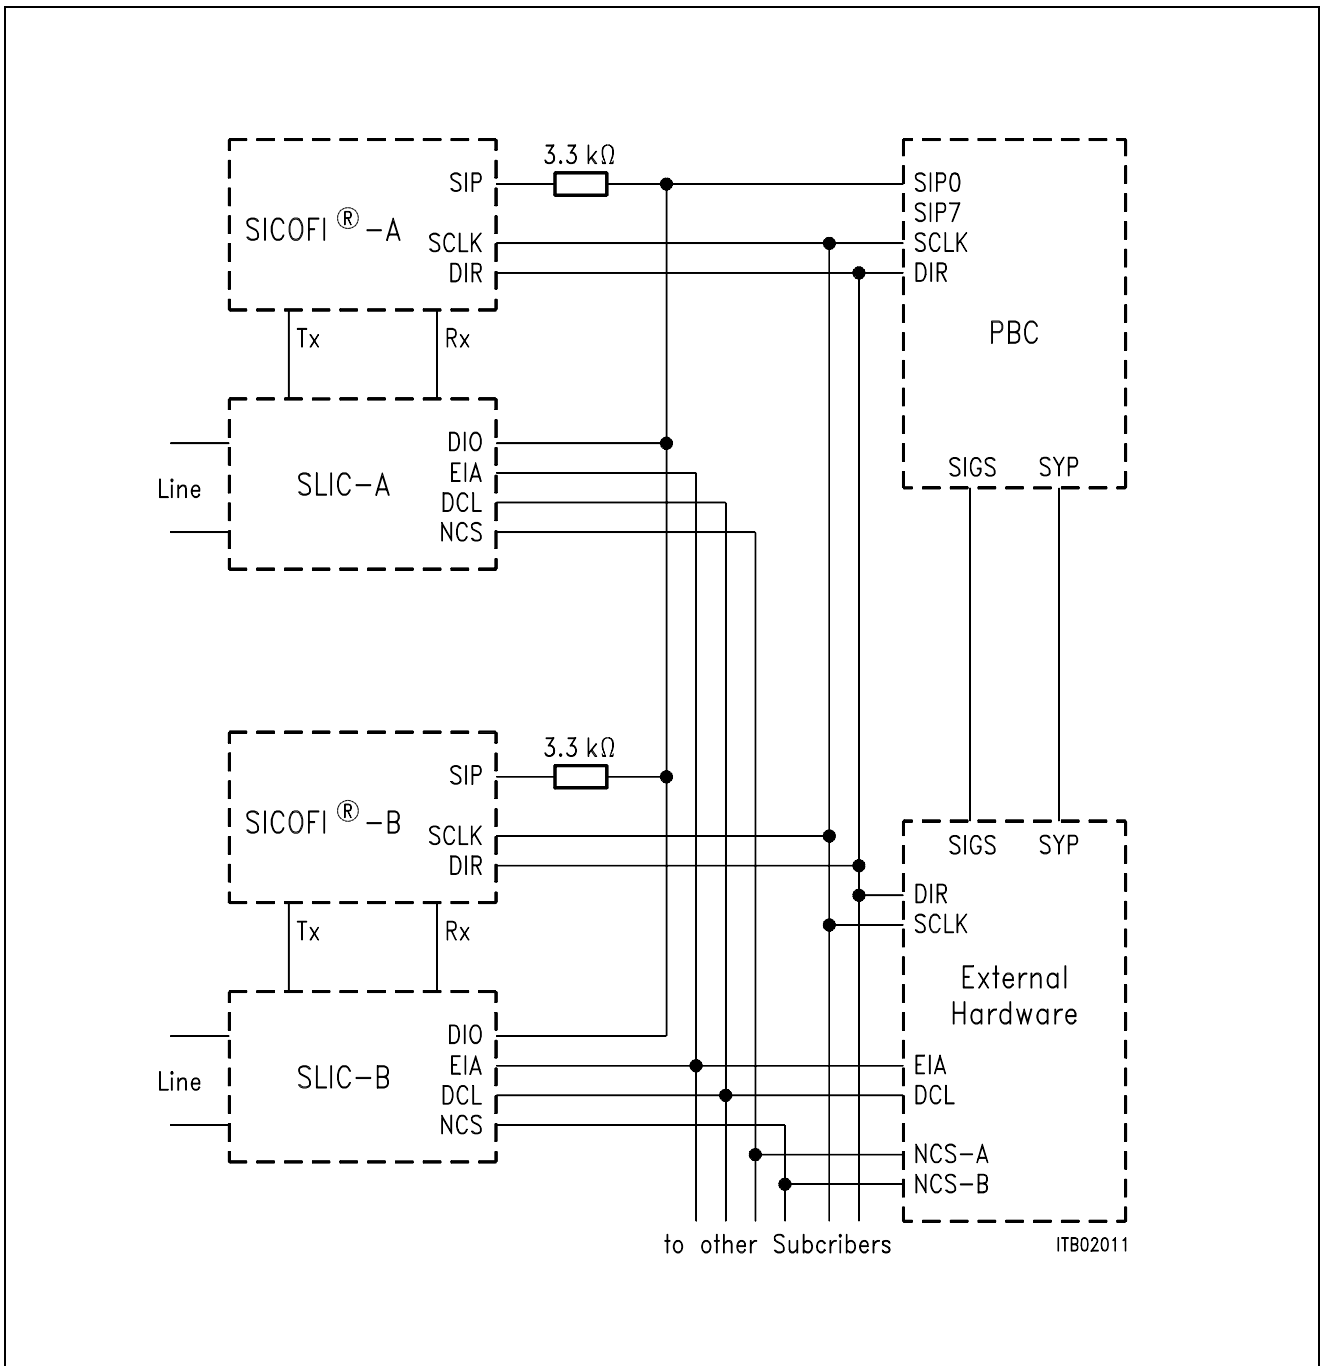 3.3 kΩ
SIP
SICOFI®-A
SCLK
DIR
SIP0
SIP7
SCLK
DIR
PBC
SIGS SYP
Tx Rx
DIO
EIA
DCL
NCS
SLIC-A
Line
3.3 kΩ
SIP
SICOFI®-B
SCLK
DIR
Tx Rx
DIO
EIA
DCL
NCS
SLIC-B
Line
SIGS SYP
DIR
SCLK
External
Hardware
EIA
DCL
NCS-A
NCS-B
to other Subcribers
ITB02011